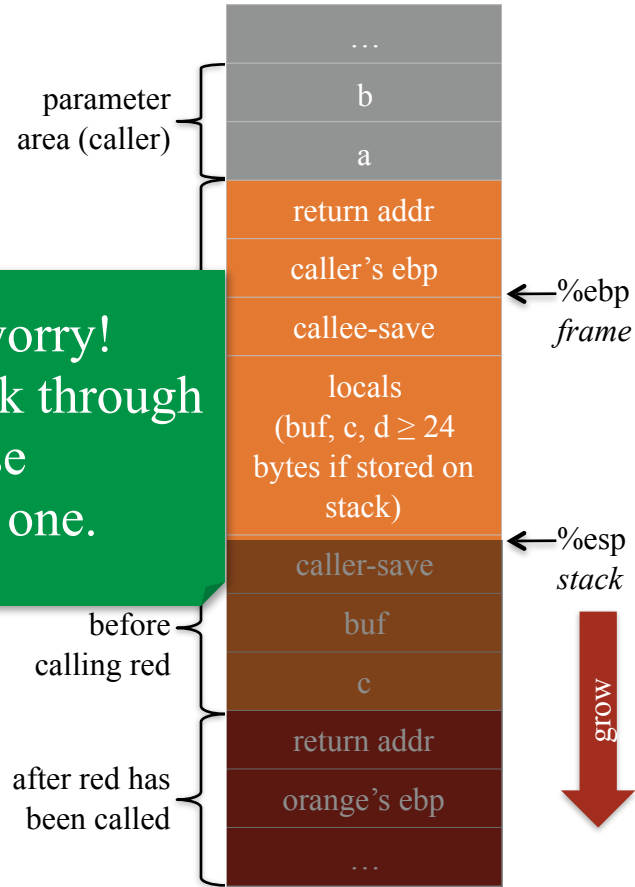 …
b
a
parameter
area (caller)
return addr
caller’s ebp
callee-save
locals
(buf, c, d ≥ 24
bytes if stored on
stack)
%ebp
frame
orry!
k through
se
one.
%esp
stack
caller-save
buf
c
before
calling red
return addr
orange’s ebp
…
after red has
been called
grow